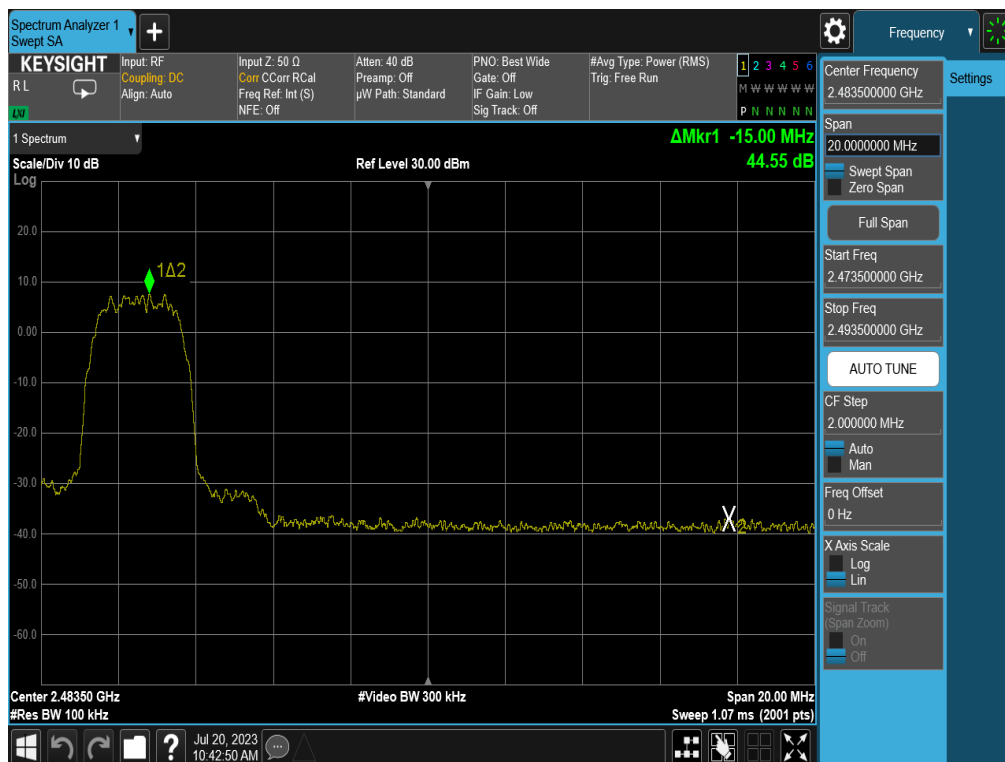 Spectrum Analyzer 1
Swept SA
Frequency
KEYSIGHT
R L
LXI
Input: RF
Coupling: DC
Align: Auto
Input Z: 50 Ω
Corr CCorr RCal
Freq Ref: Int (S)
NFE: Off
Atten: 40 dB
Preamp: Off
µW Path: Standard
PNO: Best Wide
Gate: Off
IF Gain: Low
Sig Track: Off
#Avg Type: Power (RMS)
Trig: Free Run
1 2 3 4 5 6
M W W W W W
P N N N N N
Center Frequency
2.483500000 GHz
Settings
Span
20.0000000 MHz
Swept Span
Zero Span
Full Span
Start Freq
2.473500000 GHz
Stop Freq
2.493500000 GHz
AUTO TUNE
CF Step
2.000000 MHz
Auto
Man
Freq Offset
0 Hz
X Axis Scale
Log
Lin
Signal Track
(Span Zoom)
On
Off
1 Spectrum
ΔMkr1 -15.00 MHz
44.55 dB
Scale/Div 10 dB
Ref Level 30.00 dBm
Log
20.0
10.0
0.00
-10.0
-20.0
-30.0
-40.0
-50.0
-60.0
1Δ2
2
Center 2.48350 GHz
#Video BW 300 kHz
Span 20.00 MHz
#Res BW 100 kHz
Sweep 1.07 ms (2001 pts)
?
Jul 20, 2023
10:42:50 AM